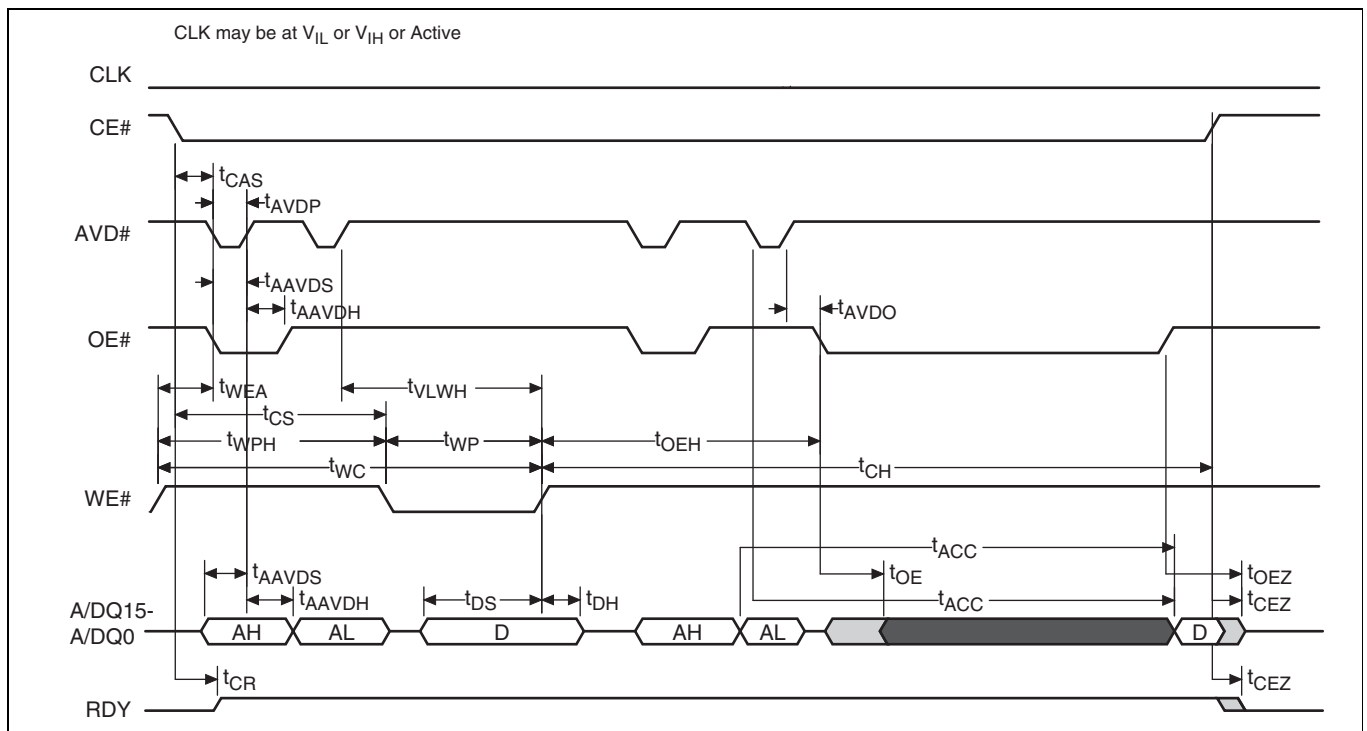 CLK may be at VIL or VIH or Active
CLK
CE#
tCAS
tAVDP
AVD#
tAAVDS
tAAVDH
tAVDO
OE#
tWEA
tVLWH
tCS
tWPH
tWP
tOEH
tWC
tCH
WE#
tACC
tAAVDS
tOE
tOEZ
tAAVDH
tDS
tDH
tACC
tCEZ
A/DQ15-
A/DQ0
AH
AL
D
AH
AL
D
tCR
tCEZ
RDY